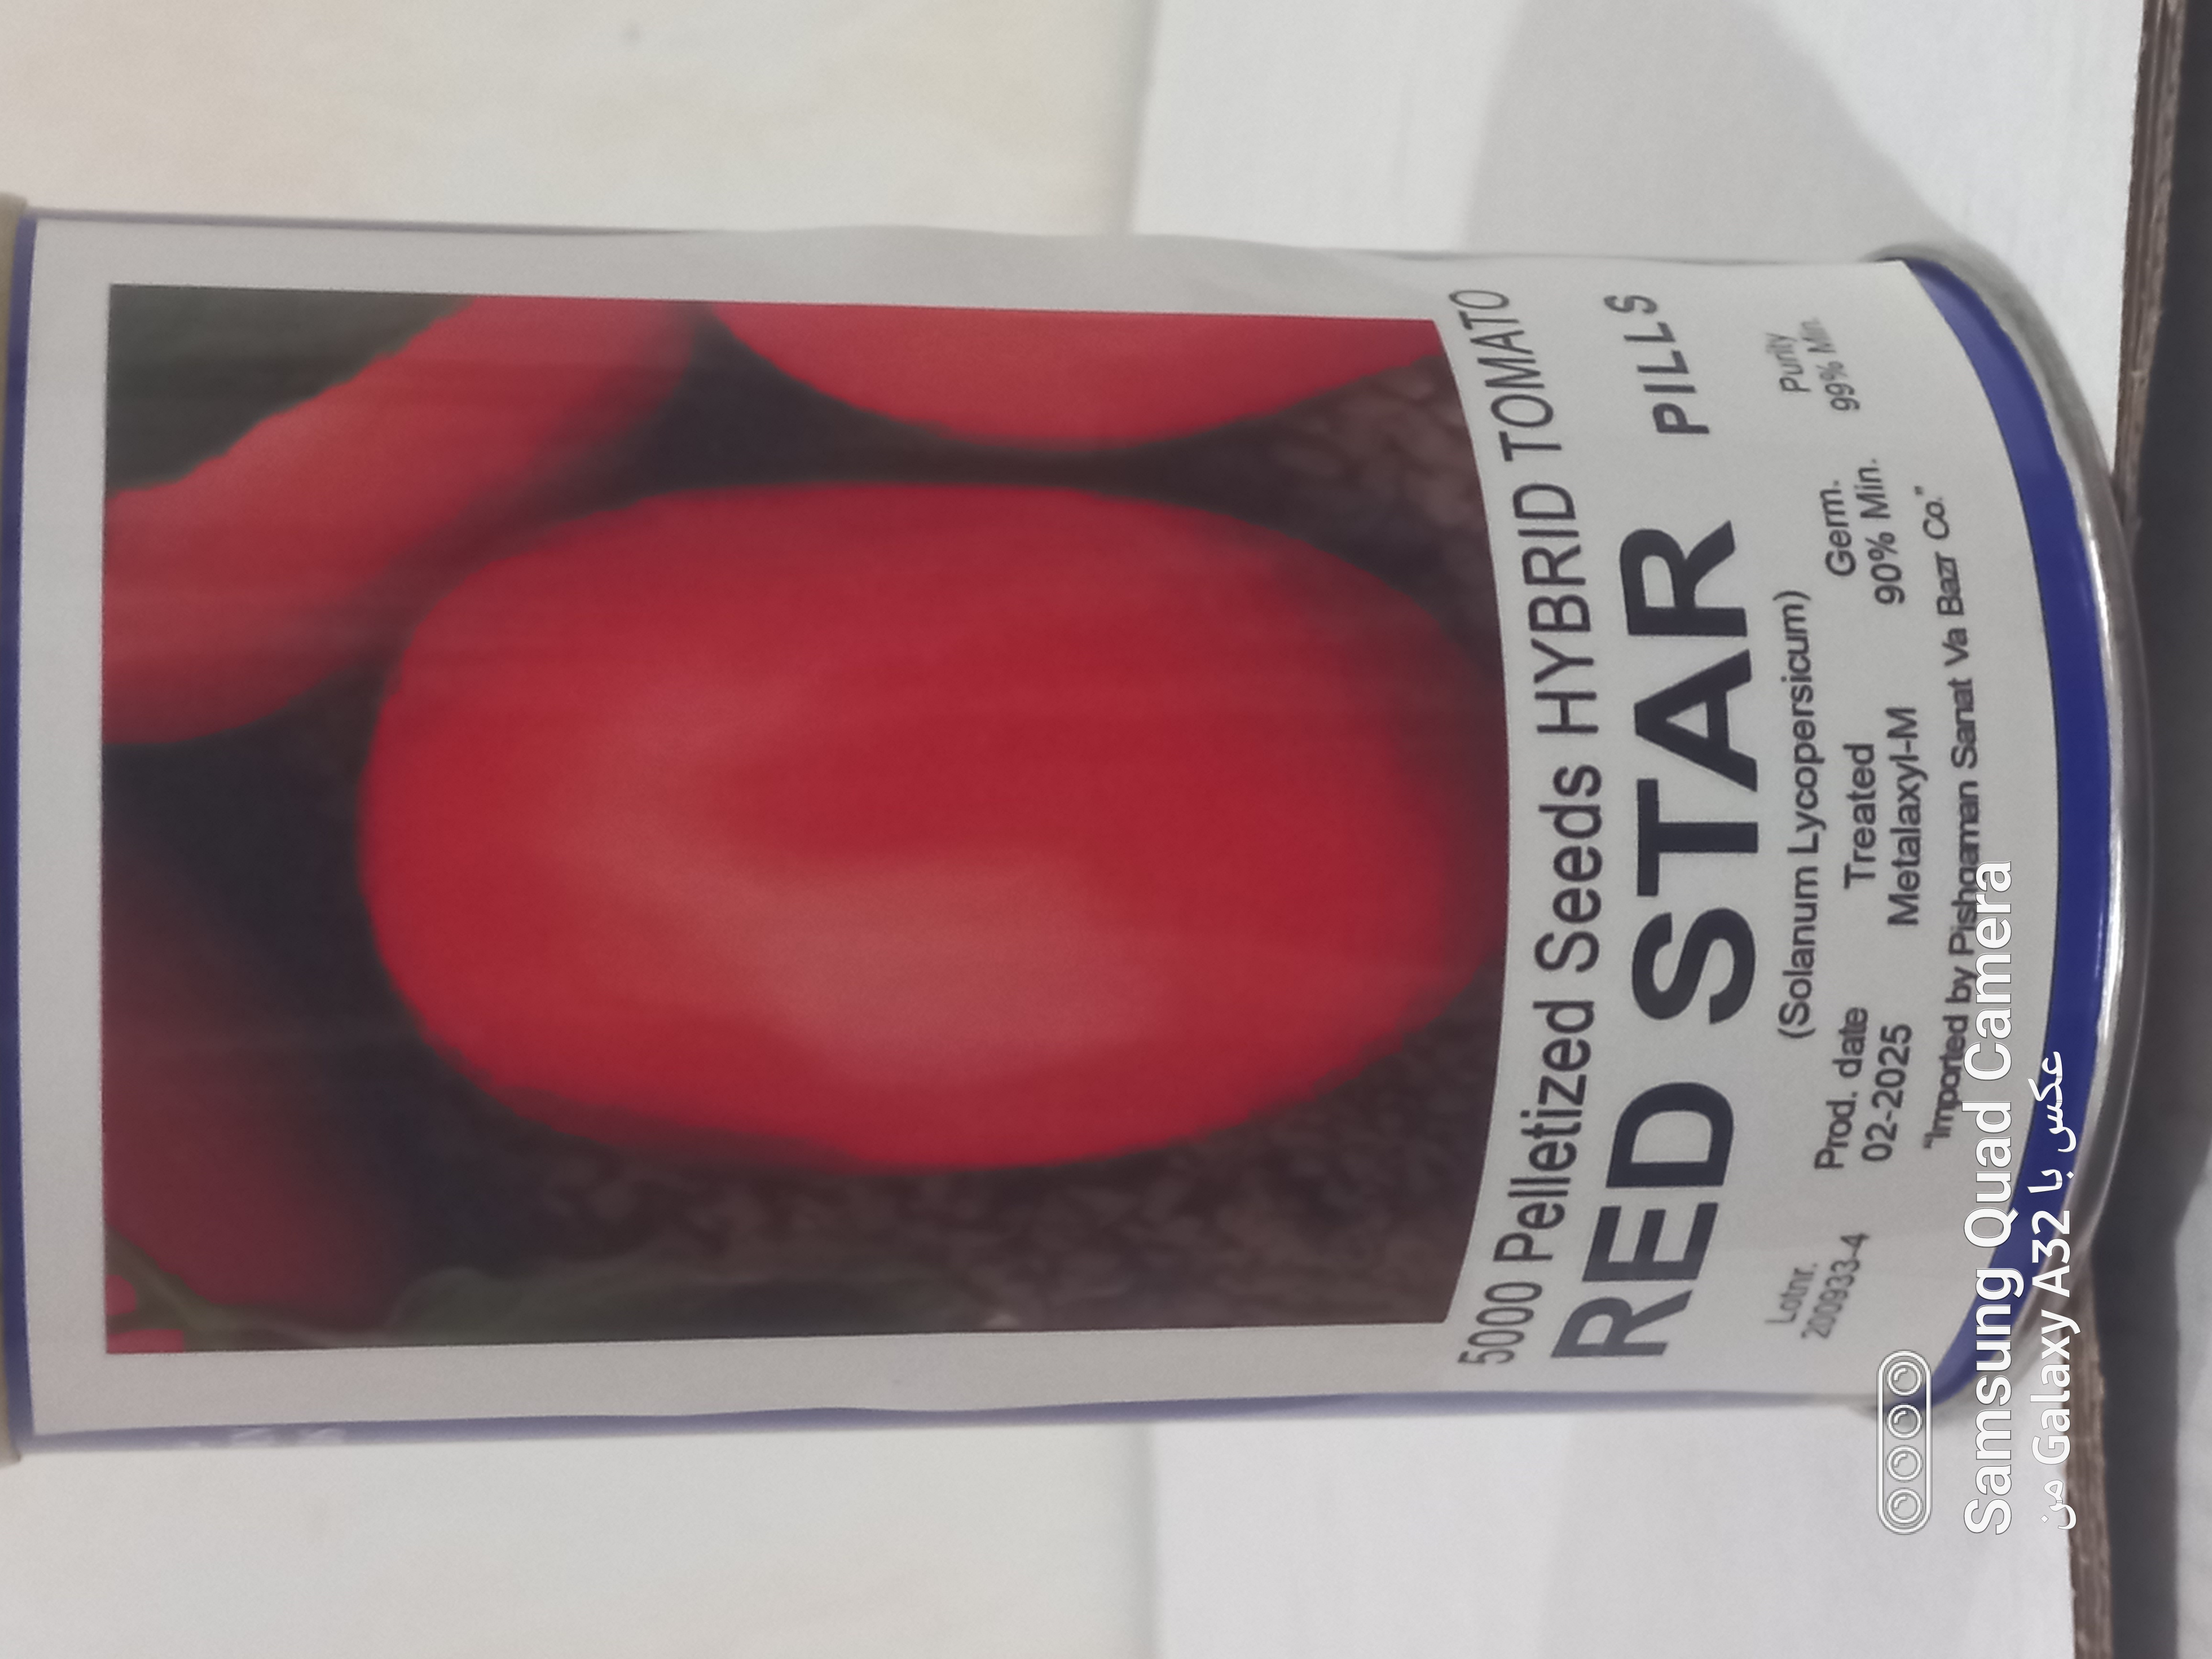 5000 Pelletized Seeds HYBRID TOMATO
RED STAR PILLS
(Solanum Lycopersicum)
Lotnr. Prod. date Treated Germ. Purity
2009333-4 02-2025 Metalaxyl-M 90% Min. 99% Min.
"Imported by Pishgaman Sanat Va Bazr Co."
Samsung Quad Camera
عکس با Galaxy A32 من